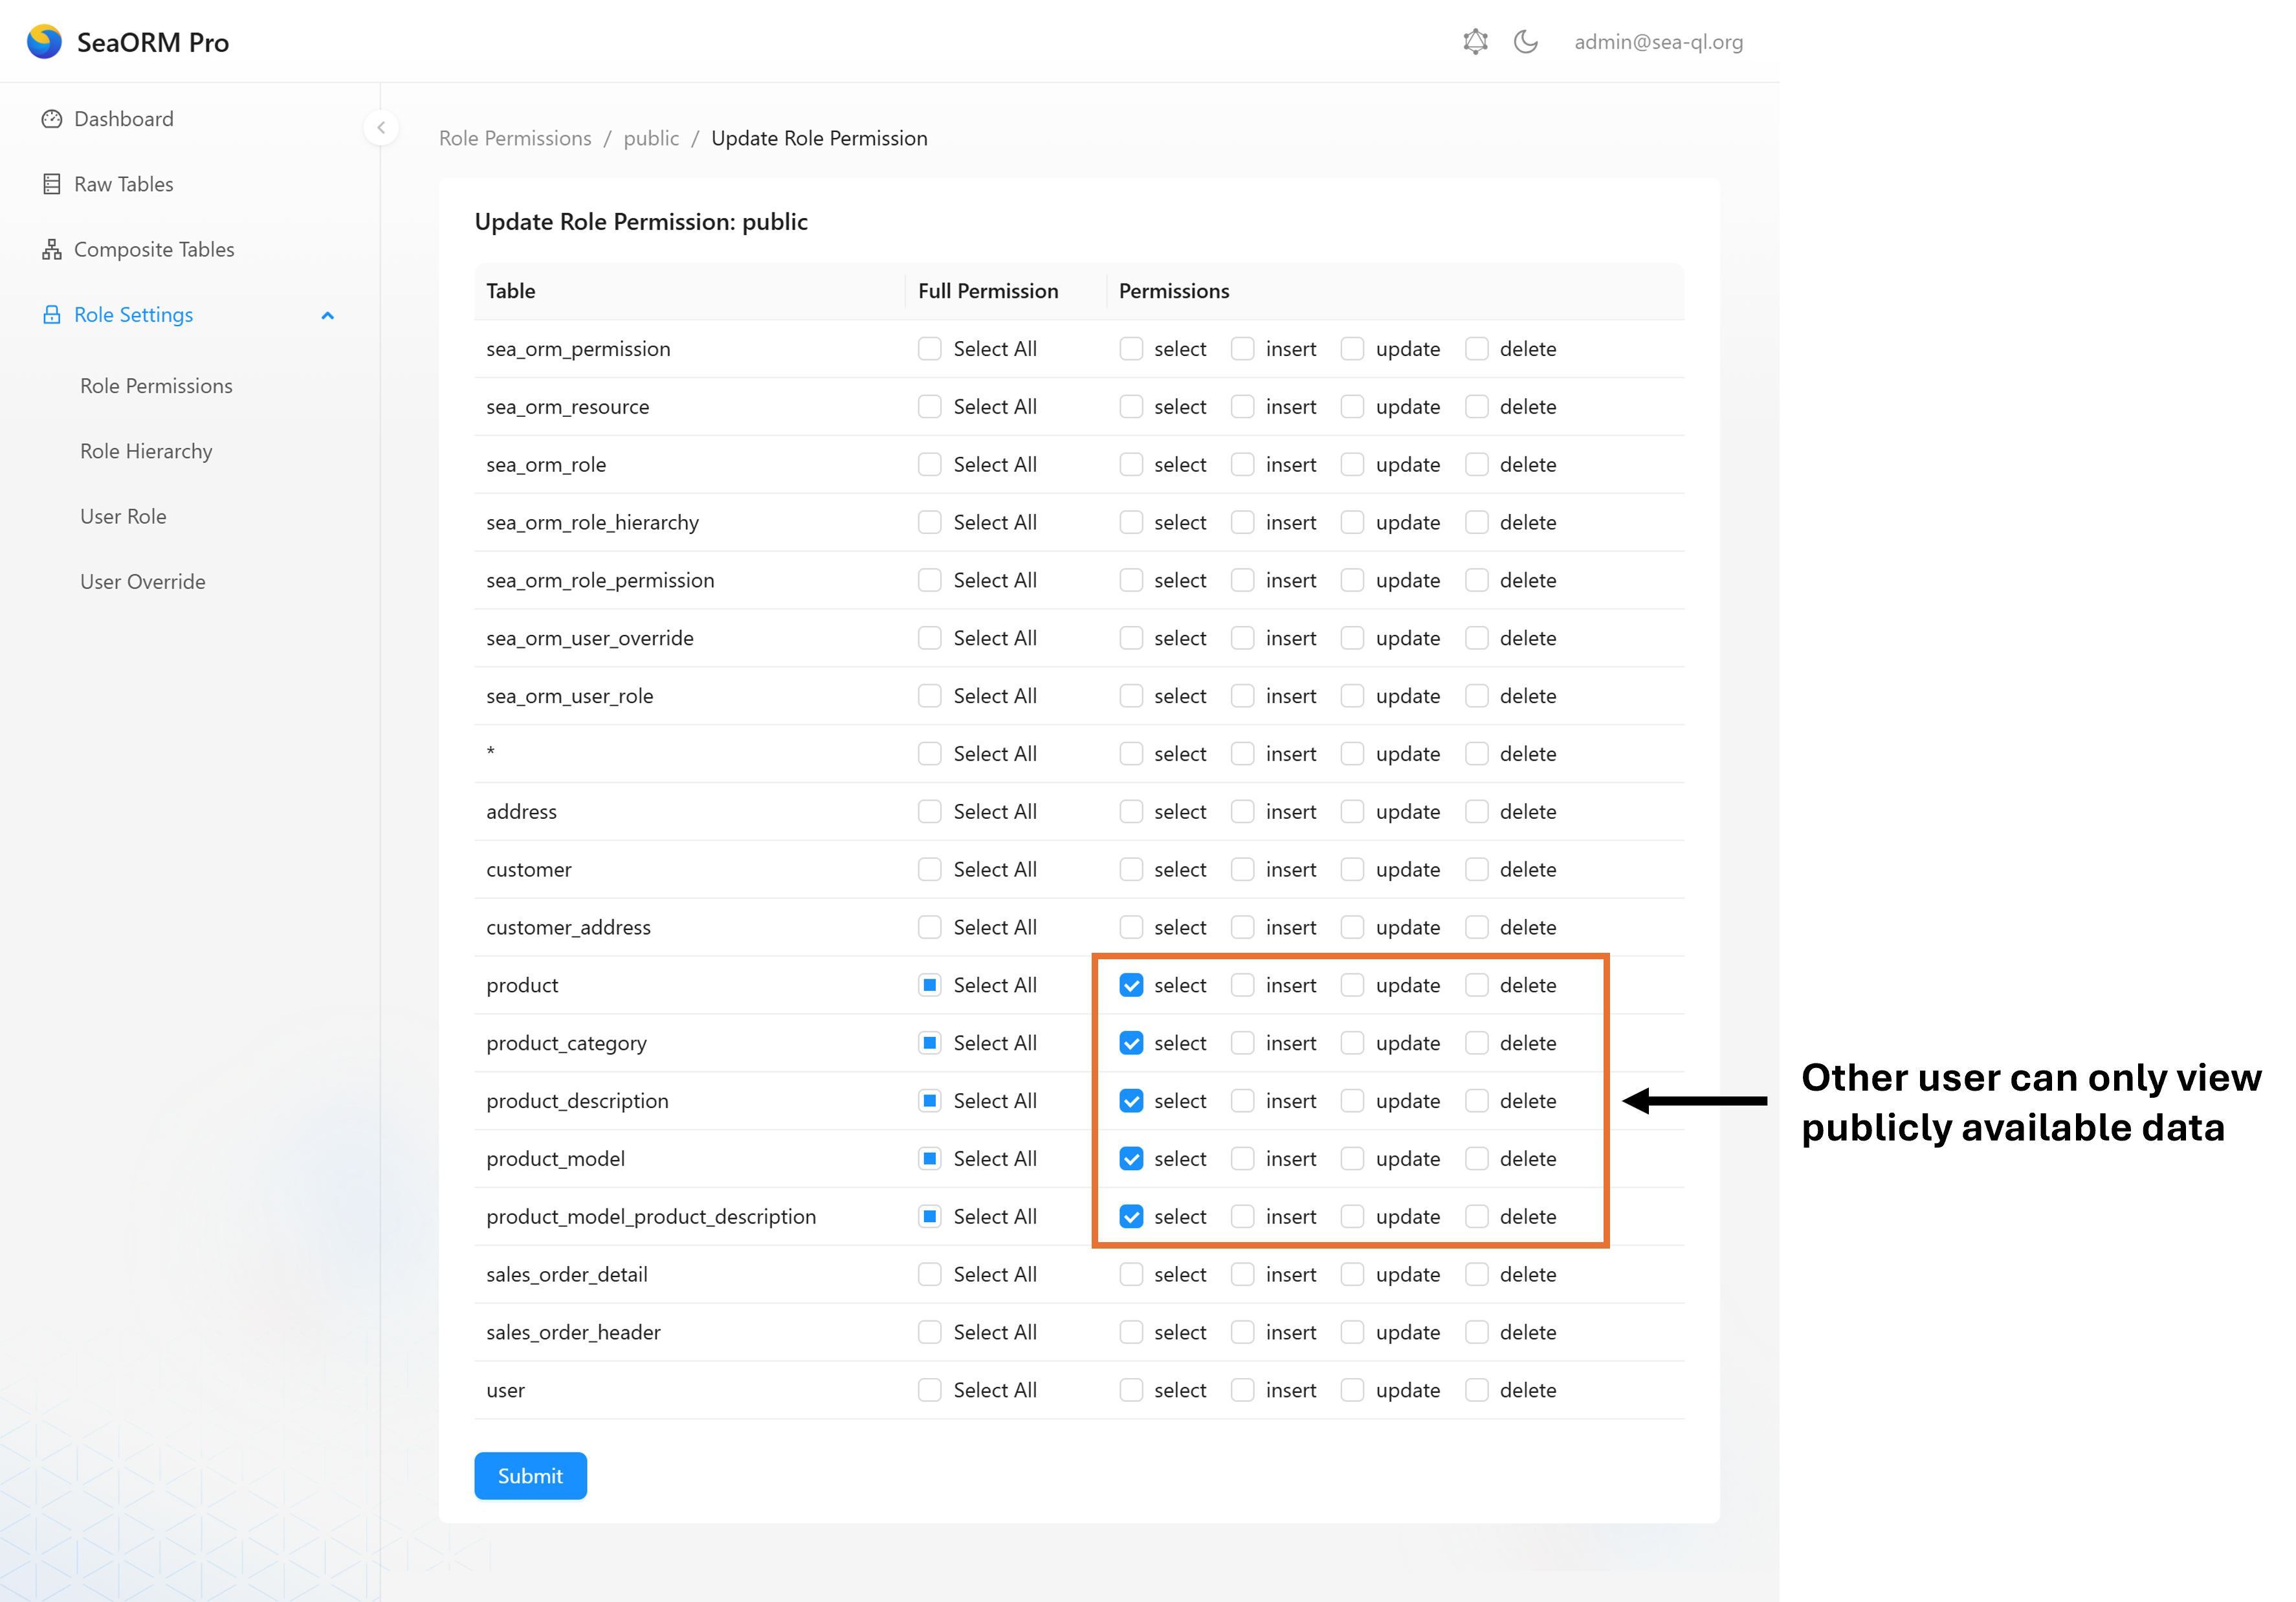 SeaORM Pro
admin@sea-ql.org
Dashboard
Raw Tables
Composite Tables
Role Settings
Role Permissions
Role Hierarchy
User Role
User Override
Role Permissions / public / Update Role Permission
Update Role Permission: public
Table Full Permission Permissions
sea_orm_permission Select All select insert update delete
sea_orm_resource Select All select insert update delete
sea_orm_role Select All select insert update delete
sea_orm_role_hierarchy Select All select insert update delete
sea_orm_role_permission Select All select insert update delete
sea_orm_user_override Select All select insert update delete
sea_orm_user_role Select All select insert update delete
* Select All select insert update delete
address Select All select insert update delete
customer Select All select insert update delete
customer_address Select All select insert update delete
product Select All select insert update delete
product_category Select All select insert update delete
product_description Select All select insert update delete
product_model Select All select insert update delete
product_model_product_description Select All select insert update delete
sales_order_detail Select All select insert update delete
sales_order_header Select All select insert update delete
user Select All select insert update delete
Submit
Other user can only view
publicly available data